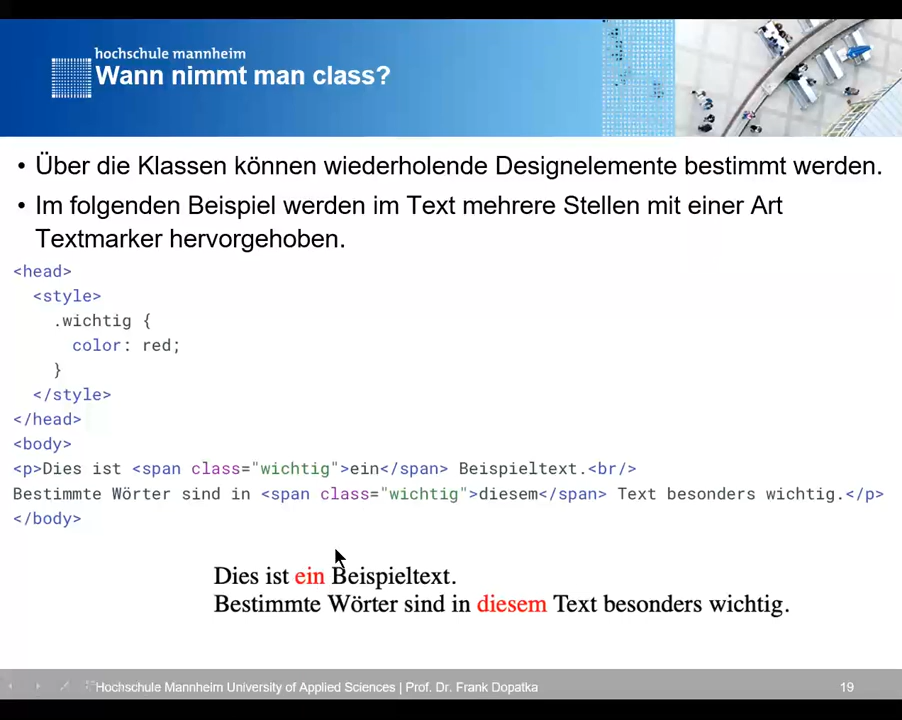 hochschule mannheim
Wann nimmt man class?
• Über die Klassen können wiederholende Designelemente bestimmt werden.
• Im folgenden Beispiel werden im Text mehrere Stellen mit einer Art
Textmarker hervorgehoben.
<head>
  <style>
    .wichtig {
      color: red;
    }
  </style>
</head>
<body>
<p>Dies ist <span class="wichtig">ein</span> Beispieltext.<br/>
Bestimmte Wörter sind in <span class="wichtig">diesem</span> Text besonders wichtig.</p>
</body>
Dies ist ein Beispieltext.
Bestimmte Wörter sind in diesem Text besonders wichtig.
Hochschule Mannheim University of Applied Sciences | Prof. Dr. Frank Dopatka
19